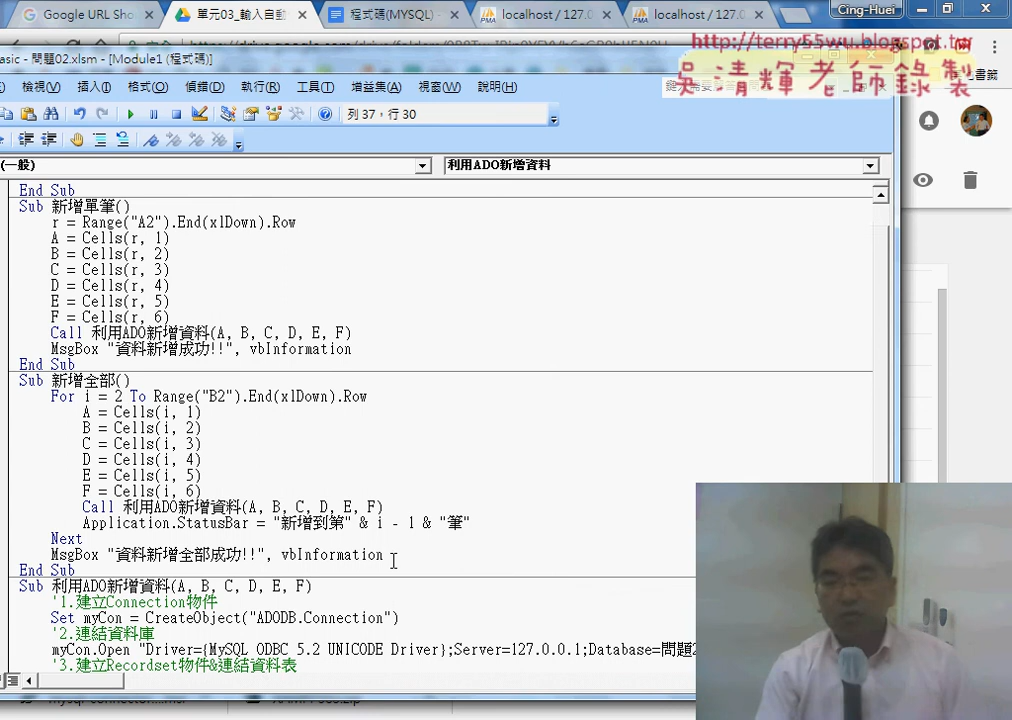 Google URL Sho
單元03_輸入自動
程式碼(MYSQL) -
localhost / 127.0
localhost / 127.0
Cing-Huei
http://terry55wu.blogspot.tw
吳清輝老師錄製
asic - 問題02.xlsm - [Module1 (程式碼)]
檢視(V) 插入(I) 格式(O) 偵錯(D) 執行(R) 工具(T) 增益集(A) 視窗(W) 說明(H)
列 37，行 30
(一般)
利用ADO新增資料
End Sub
Sub 新增單筆()
r = Range("A2").End(xlDown).Row
A = Cells(r, 1)
B = Cells(r, 2)
C = Cells(r, 3)
D = Cells(r, 4)
E = Cells(r, 5)
F = Cells(r, 6)
Call 利用ADO新增資料(A, B, C, D, E, F)
MsgBox "資料新增成功!!", vbInformation
End Sub
Sub 新增全部()
For i = 2 To Range("B2").End(xlDown).Row
A = Cells(i, 1)
B = Cells(i, 2)
C = Cells(i, 3)
D = Cells(i, 4)
E = Cells(i, 5)
F = Cells(i, 6)
Call 利用ADO新增資料(A, B, C, D, E, F)
Application.StatusBar = "新增到第" & i - 1 & "筆"
Next
MsgBox "資料新增全部成功!!", vbInformation
End Sub
Sub 利用ADO新增資料(A, B, C, D, E, F)
'1.建立Connection物件
Set myCon = CreateObject("ADODB.Connection")
'2.連結資料庫
myCon.Open "Driver={MySQL ODBC 5.2 UNICODE Driver};Server=127.0.0.1;Database=問題2
'3.建立Recordset物件&連結資料表